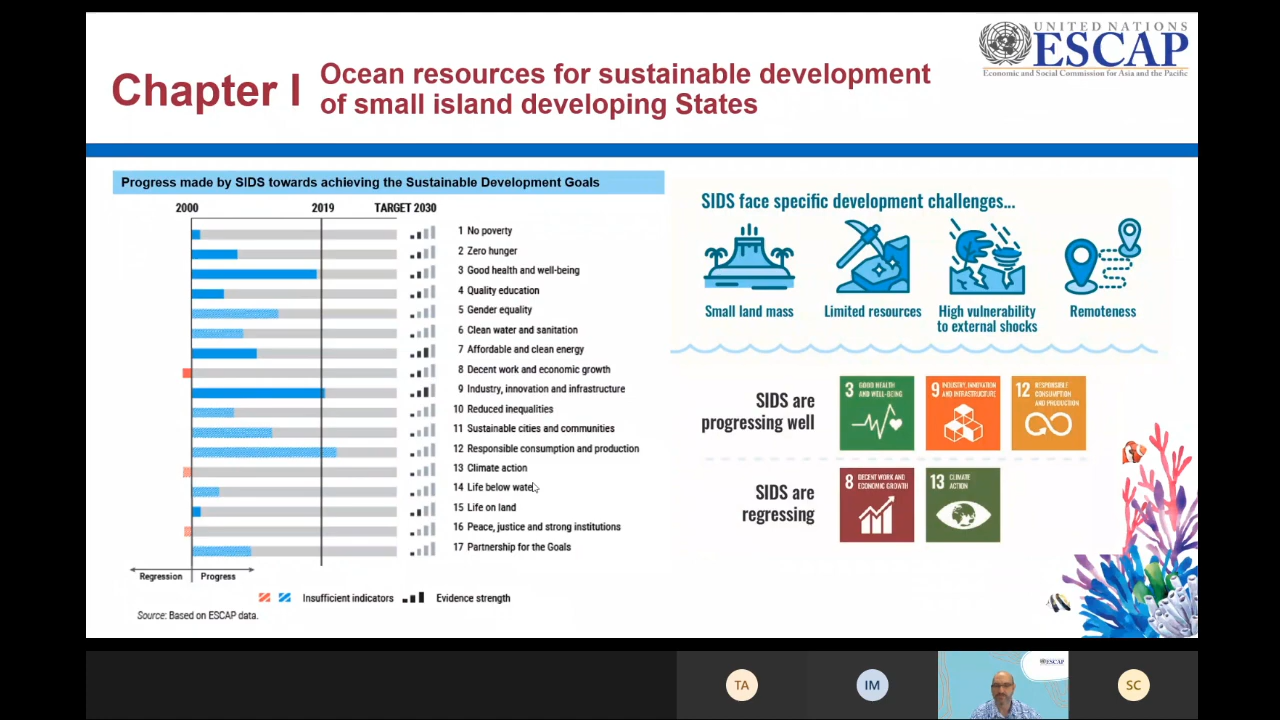 UNITED NATIONS
ESCAP
Economic and Social Commission for Asia and the Pacific
Chapter I
Ocean resources for sustainable development
of small island developing States
Progress made by SIDS towards achieving the Sustainable Development Goals
2000
2019
TARGET 2030
1 No poverty
2 Zero hunger
3 Good health and well-being
4 Quality education
5 Gender equality
6 Clean water and sanitation
7 Affordable and clean energy
8 Decent work and economic growth
9 Industry, innovation and infrastructure
10 Reduced inequalities
11 Sustainable cities and communities
12 Responsible consumption and production
13 Climate action
14 Life below water
15 Life on land
16 Peace, justice and strong institutions
17 Partnership for the Goals
Regression
Progress
Insufficient indicators
Evidence strength
Source: Based on ESCAP data.
SIDS face specific development challenges...
Small land mass
Limited resources
High vulnerability
to external shocks
Remoteness
SIDS are
progressing well
3 GOOD HEALTH
AND WELL-BEING
9 INDUSTRY, INNOVATION
AND INFRASTRUCTURE
12 RESPONSIBLE
CONSUMPTION
AND PRODUCTION
SIDS are
regressing
8 DECENT WORK AND
ECONOMIC GROWTH
13 CLIMATE
ACTION
TA
IM
ESCAP
SC